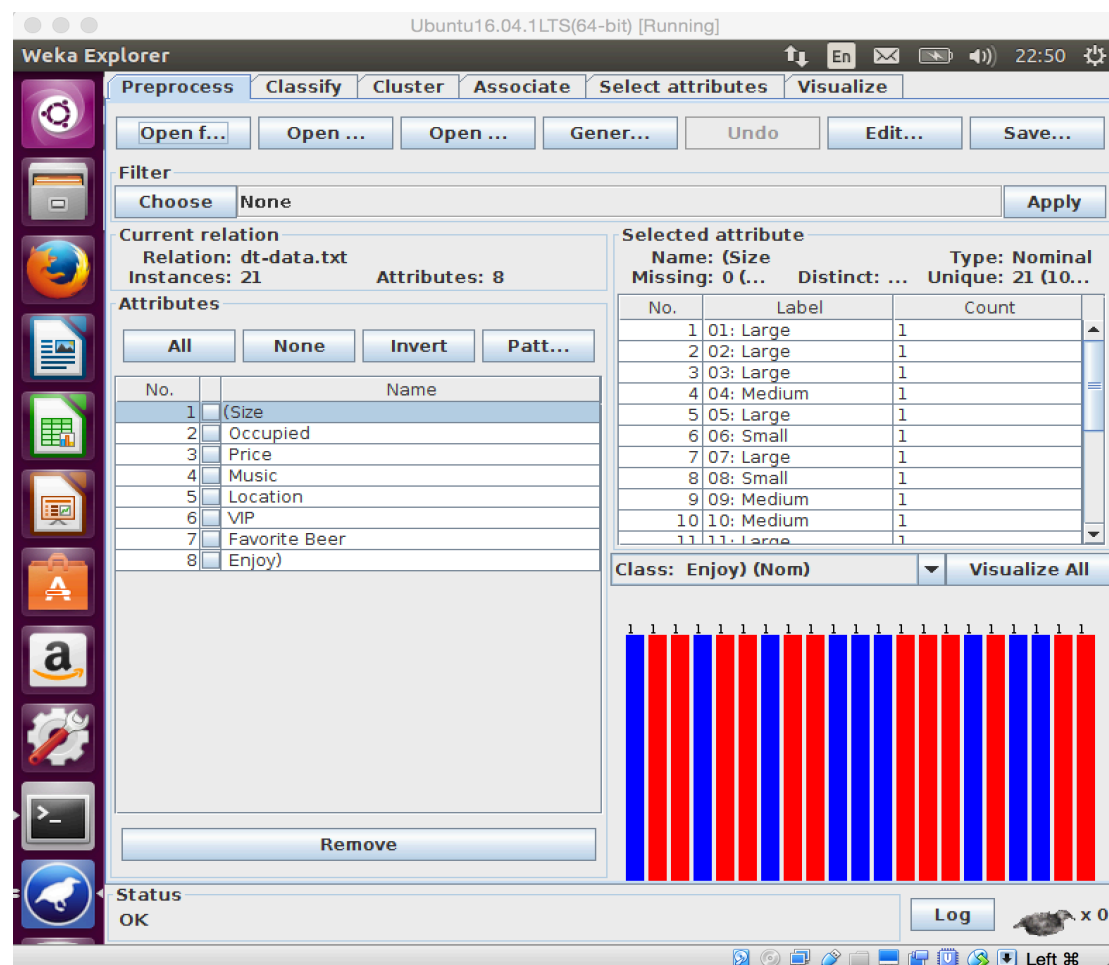 Ubuntu16.04.1LTS(64-bit) [Running]
Weka Explorer En 22:50
Preprocess Classify Cluster Associate Select attributes Visualize
Open f... Open ... Open ... Gener... Undo Edit... Save...
Filter
Choose None Apply
Current relation
Relation: dt-data.txt
Instances: 21 Attributes: 8
Attributes
All None Invert Patt...
No. Name
1 (Size
2 Occupied
3 Price
4 Music
5 Location
6 VIP
7 Favorite Beer
8 Enjoy)
Remove
Selected attribute
Name: (Size Type: Nominal
Missing: 0 (... Distinct: ... Unique: 21 (10...
No. Label Count
1 01: Large 1
2 02: Large 1
3 03: Large 1
4 04: Medium 1
5 05: Large 1
6 06: Small 1
7 07: Large 1
8 08: Small 1
9 09: Medium 1
10 10: Medium 1
11 11: Large 1
Class: Enjoy) (Nom) Visualize All
1 1 1 1 1 1 1 1 1 1 1 1 1 1 1 1 1 1 1 1 1
Status
OK Log x 0
Left ⌘